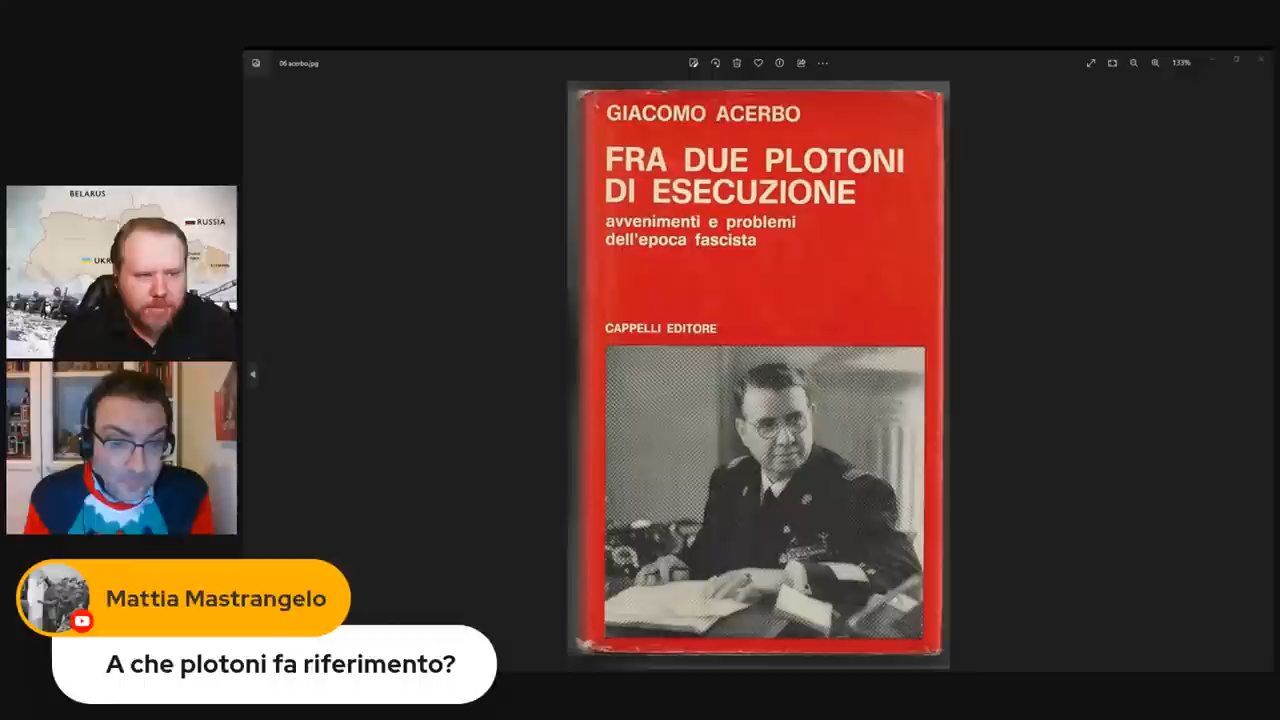 06 acerbo.jpg
133%
BELARUS
RUSSIA
UKR
GIACOMO ACERBO
FRA DUE PLOTONI
DI ESECUZIONE
avvenimenti e problemi
dell'epoca fascista
CAPPELLI EDITORE
Mattia Mastrangelo
A che plotoni fa riferimento?